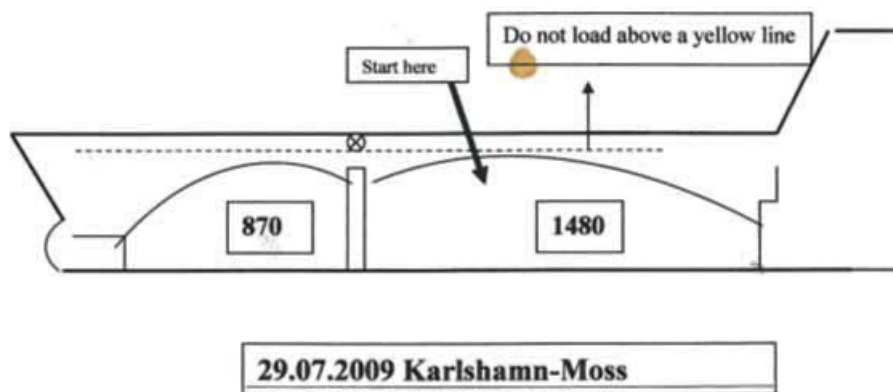 Do not load above a yellow line
Start here
870
1480
29.07.2009 Karlshamn-Moss